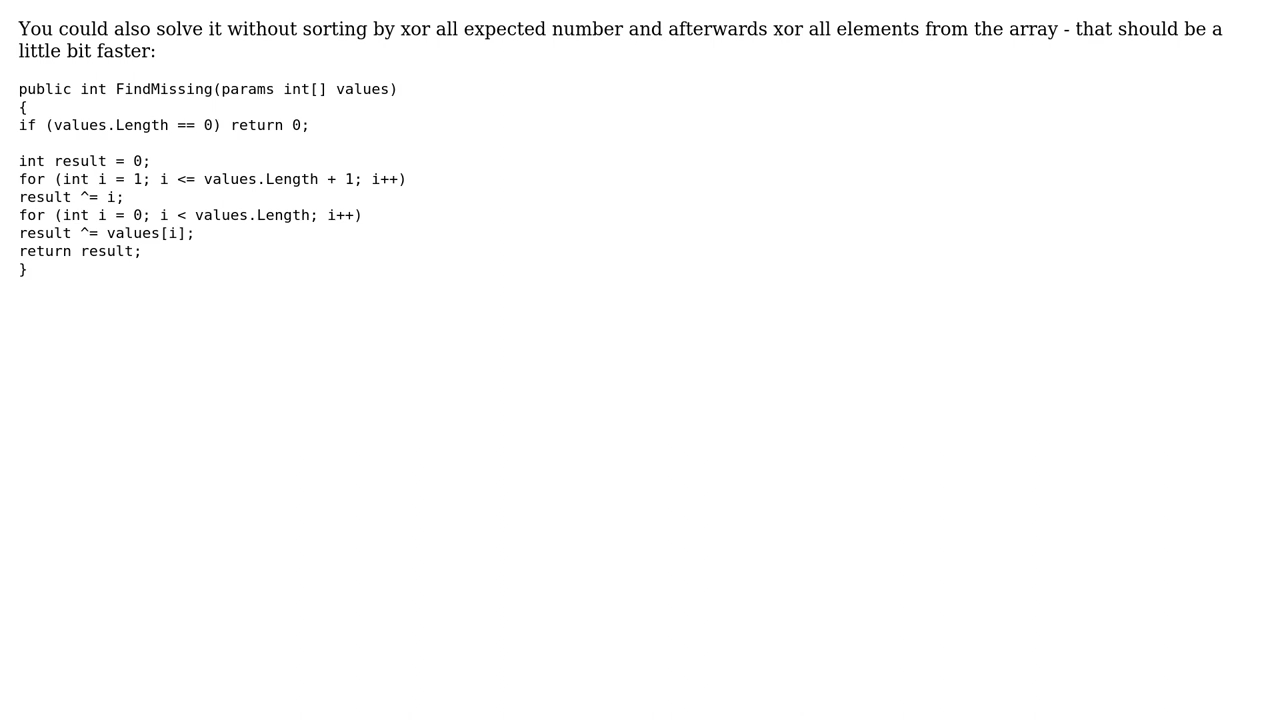 You could also solve it without sorting by xor all expected number and afterwards xor all elements from the array - that should be a
little bit faster:
public int FindMissing(params int[] values)
{
if (values.Length == 0) return 0;
int result = 0;
for (int i = 1; i <= values.Length + 1; i++)
result ^= i;
for (int i = 0; i < values.Length; i++)
result ^= values[i];
return result;
}